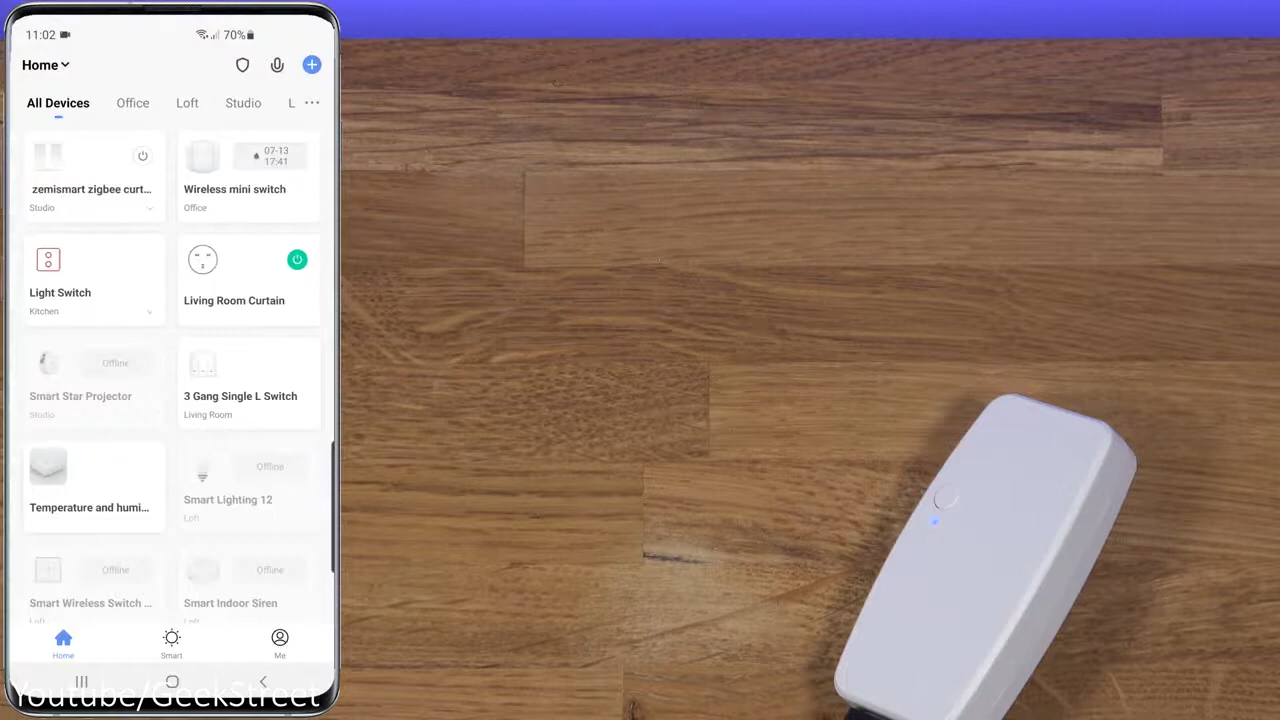 11:02
70%
Home
All Devices
Office
Loft
Studio
L
07-13
17:41
zemismart zigbee curt...
Studio
Wireless mini switch
Office
Light Switch
Kitchen
Living Room Curtain
Offline
Smart Star Projector
Studio
3 Gang Single L Switch
Living Room
Temperature and humi...
Offline
Smart Lighting 12
Loft
Offline
Smart Wireless Switch ...
Loft
Offline
Smart Indoor Siren
Loft
Home
Smart
Me
Youtube/GeekStreet